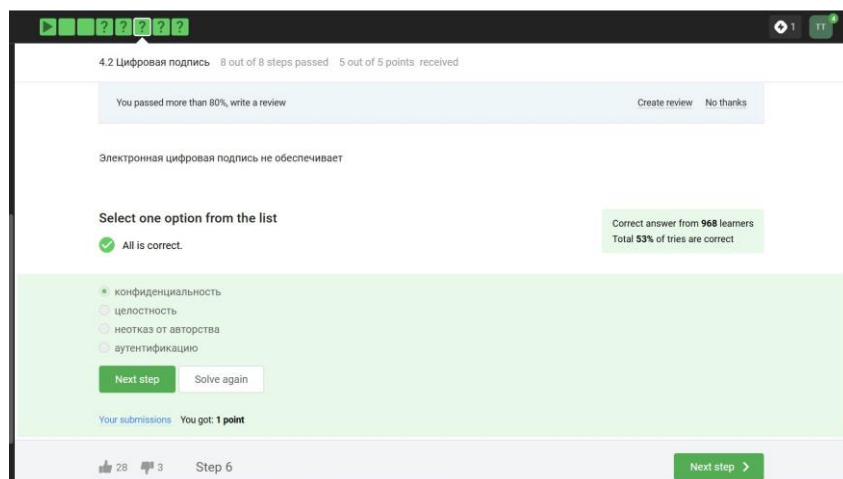 ? ? ? ? ?
1
TT
4
4.2 Цифровая подпись 8 out of 8 steps passed 5 out of 5 points received
You passed more than 80%, write a review Create review No thanks
Электронная цифровая подпись не обеспечивает
Select one option from the list
Correct answer from 968 learners
Total 53% of tries are correct
All is correct.
конфиденциальность
целостность
неотказ от авторства
аутентификацию
Next step Solve again
Your submissions You got: 1 point
28 3 Step 6 Next step